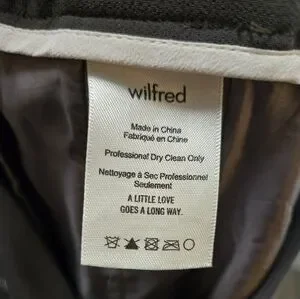 wilfred
Made in China
Fabriqué en Chine
Professional Dry Clean Only
Nettoyage à Sec Professionnel
Seulement
A LITTLE LOVE
GOES A LONG WAY.